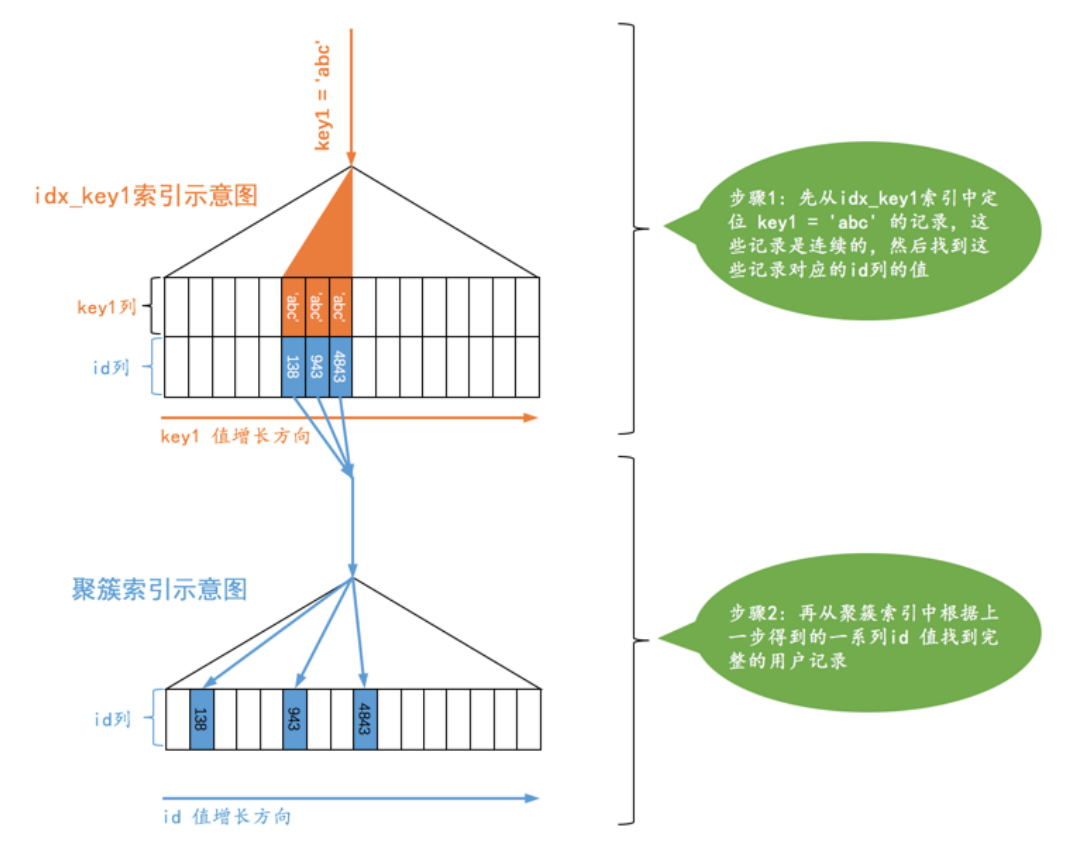 key1 = 'abc'
idx_key1索引示意图
key1列
'abc'
'abc'
'abc'
id列
138
943
4843
key1 值增长方向
步骤1: 先从idx_key1索引中定
位 key1 = 'abc' 的记录, 这
些记录是连续的, 然后找到这
些记录对应的id列的值
聚簇索引示意图
id列
138
943
4843
id 值增长方向
步骤2: 再从聚簇索引中根据上
一步得到的一系列id 值找到完
整的用户记录